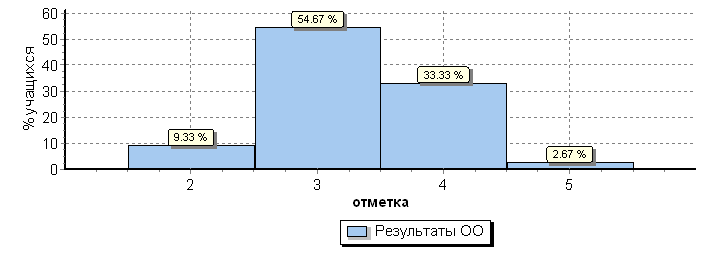 % учащихся
60
50
40
30
20
10
0
9.33 %
54.67 %
33.33 %
2.67 %
2 3 4 5
отметка
Результаты ОО